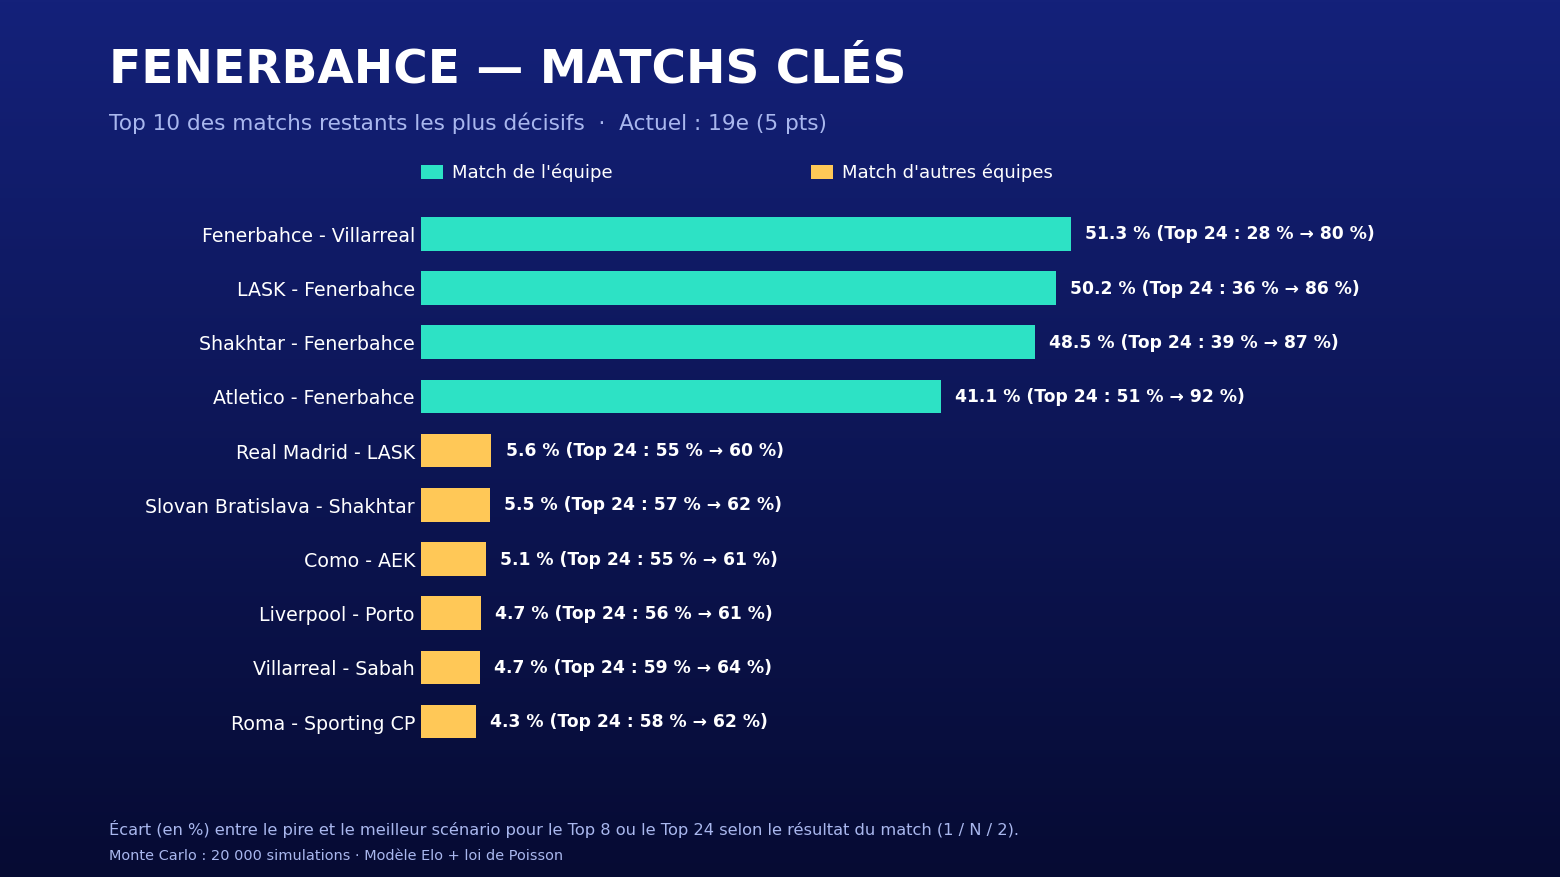 FENERBAHCE — MATCHS CLÉS
Top 10 des matchs restants les plus décisifs · Actuel : 19e (5 pts)
Match de l'équipe
Match d'autres équipes
Fenerbahce - Villarreal 51.3 % (Top 24 : 28 % → 80 %)
LASK - Fenerbahce 50.2 % (Top 24 : 36 % → 86 %)
Shakhtar - Fenerbahce 48.5 % (Top 24 : 39 % → 87 %)
Atletico - Fenerbahce 41.1 % (Top 24 : 51 % → 92 %)
Real Madrid - LASK 5.6 % (Top 24 : 55 % → 60 %)
Slovan Bratislava - Shakhtar 5.5 % (Top 24 : 57 % → 62 %)
Como - AEK 5.1 % (Top 24 : 55 % → 61 %)
Liverpool - Porto 4.7 % (Top 24 : 56 % → 61 %)
Villarreal - Sabah 4.7 % (Top 24 : 59 % → 64 %)
Roma - Sporting CP 4.3 % (Top 24 : 58 % → 62 %)
Écart (en %) entre le pire et le meilleur scénario pour le Top 8 ou le Top 24 selon le résultat du match (1 / N / 2).
Monte Carlo : 20 000 simulations · Modèle Elo + loi de Poisson